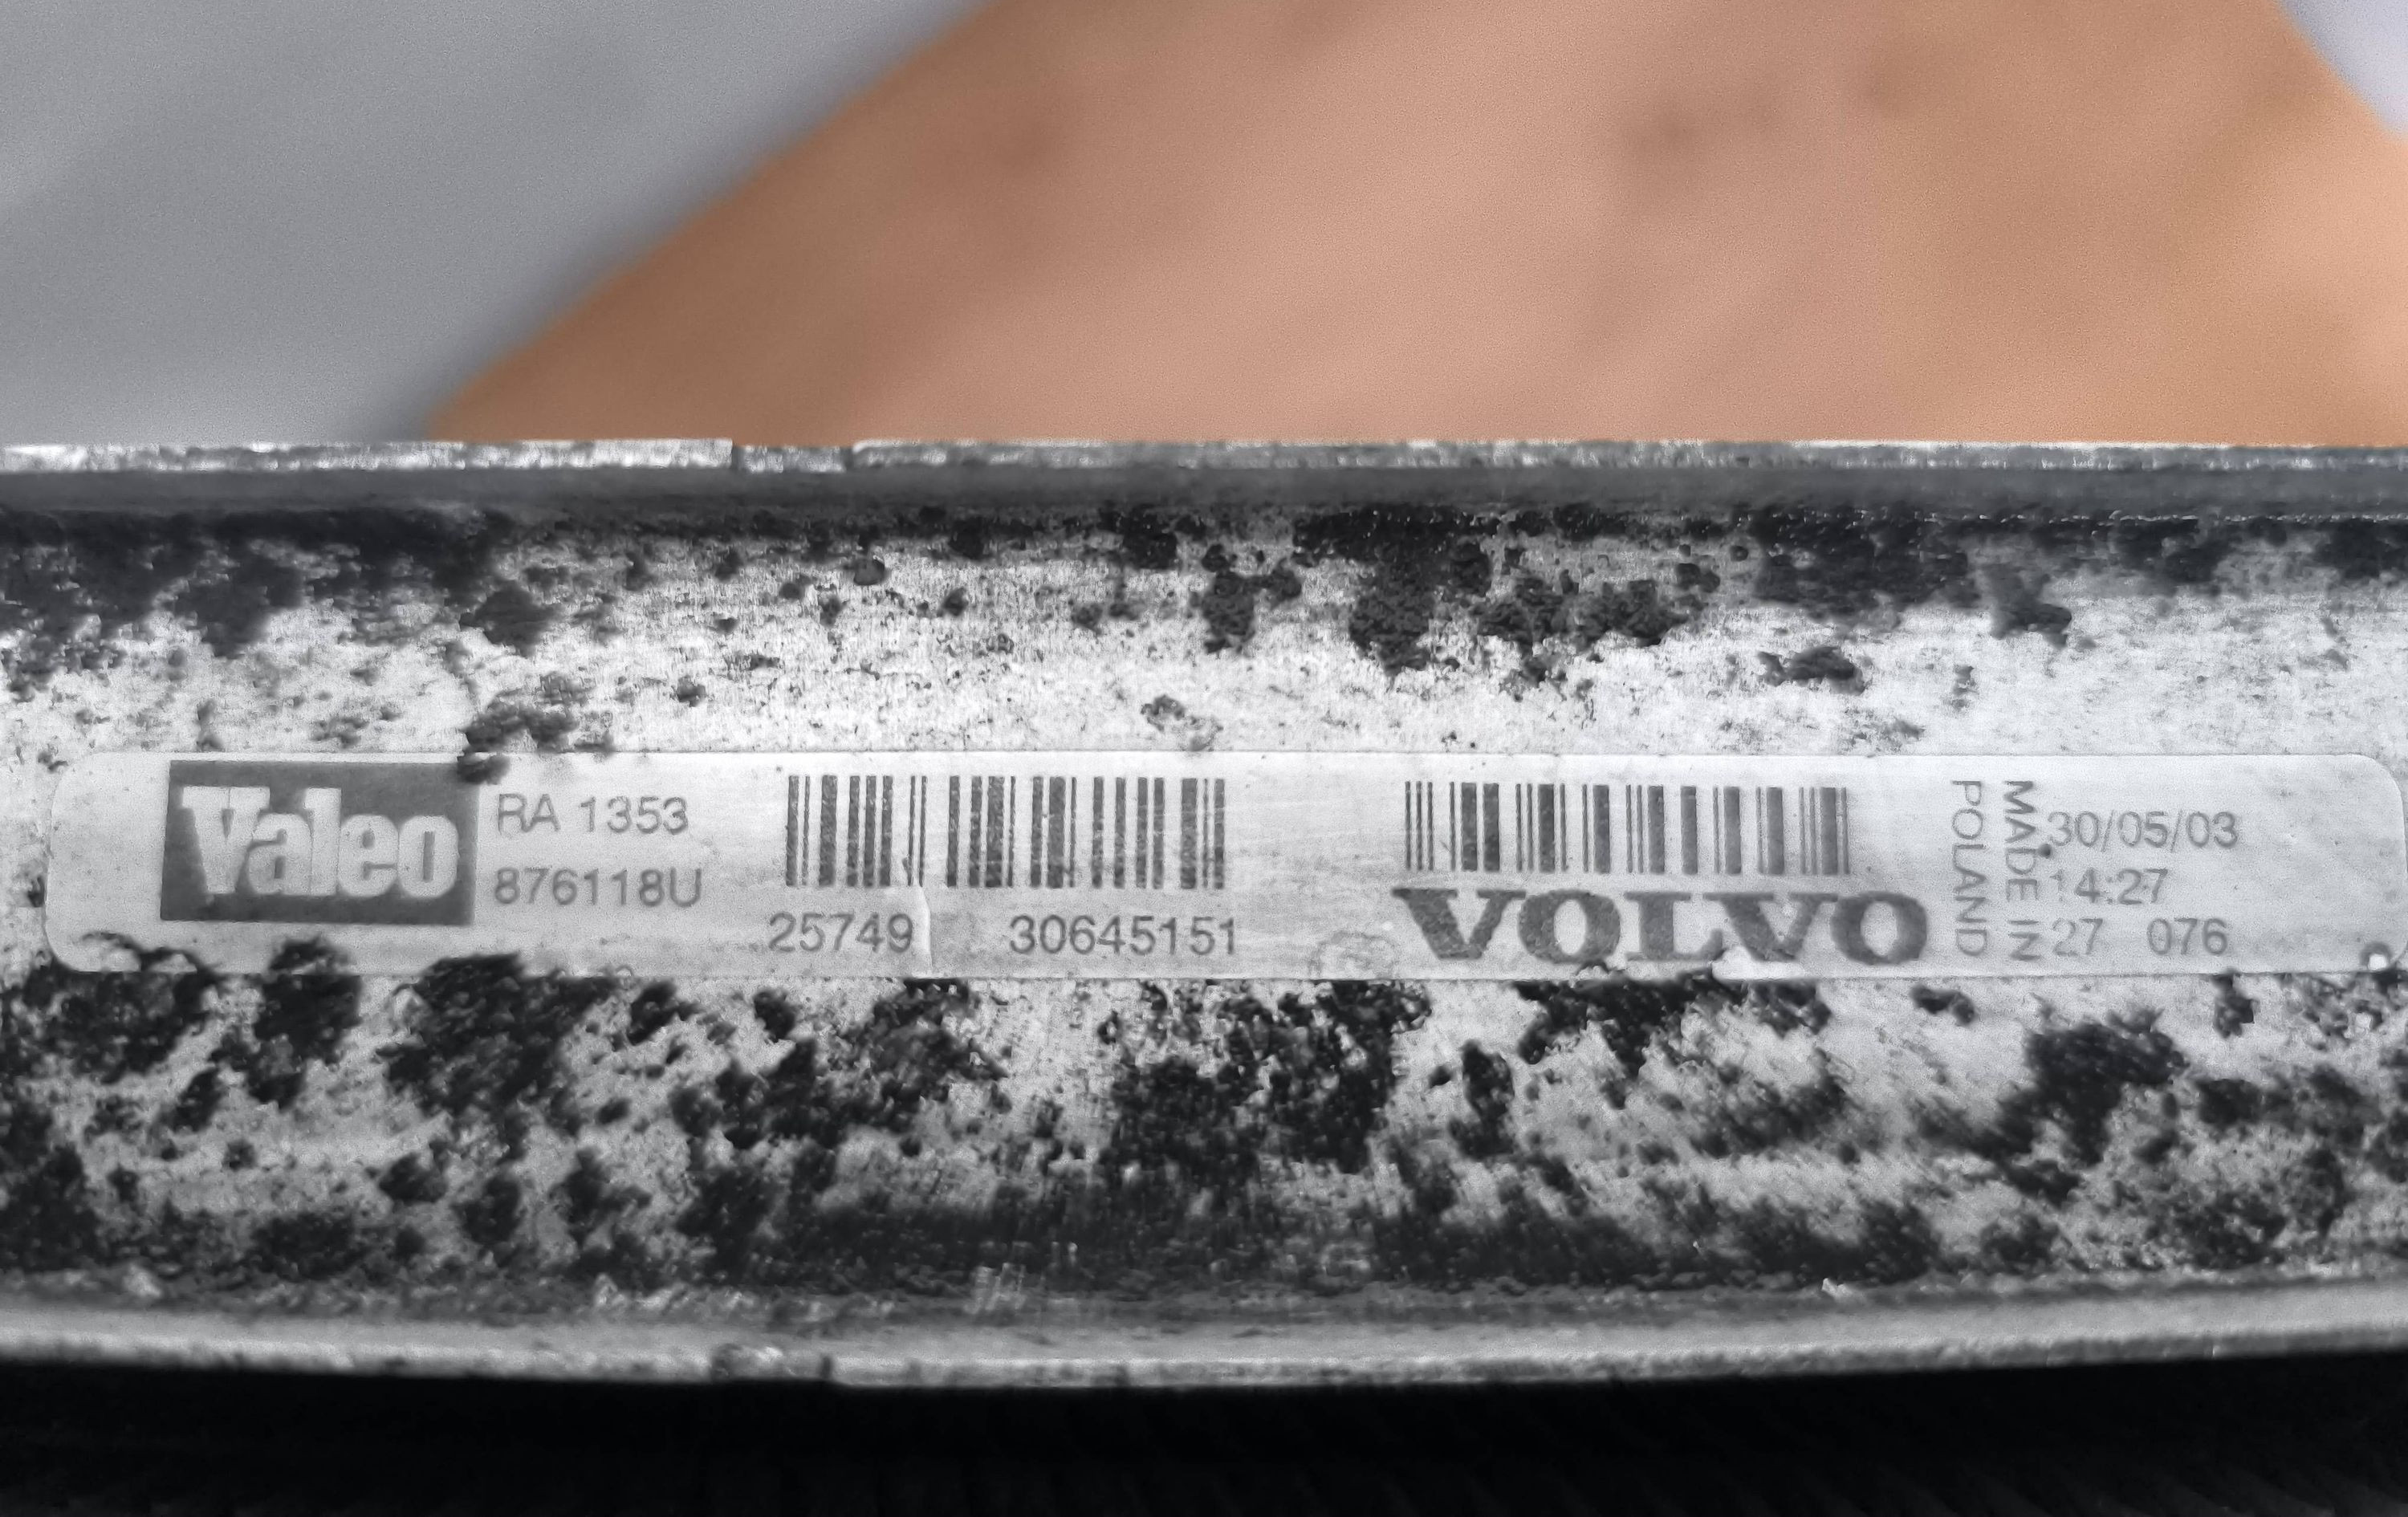 Valeo
RA 1353
876118U
25749 30645151
VOLVO
MADE IN
POLAND
30/05/03
14:27
27 076